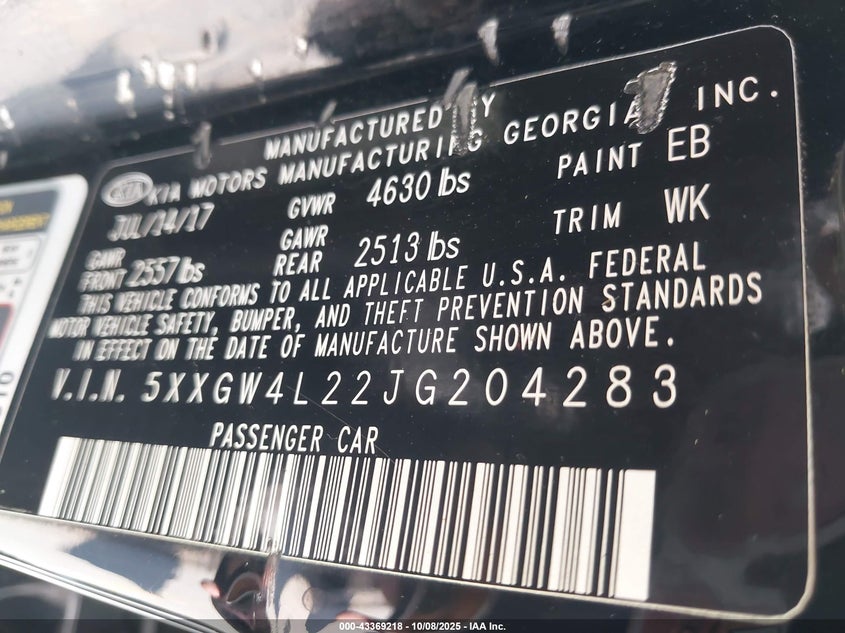 MANUFACTURED BY
KIA MOTORS MANUFACTURING GEORGIA INC.
JUL/14/17 GVWR 4630 lbs PAINT EB
GAWR FRONT 2557 lbs GAWR REAR 2513 lbs TRIM WK
THIS VEHICLE CONFORMS TO ALL APPLICABLE U.S.A. FEDERAL
MOTOR VEHICLE SAFETY, BUMPER, AND THEFT PREVENTION STANDARDS
IN EFFECT ON THE DATE OF MANUFACTURE SHOWN ABOVE.
V.I.N. 5XXGW4L22JG204283
PASSENGER CAR
000-43369218 - 10/08/2025 - IAA Inc.